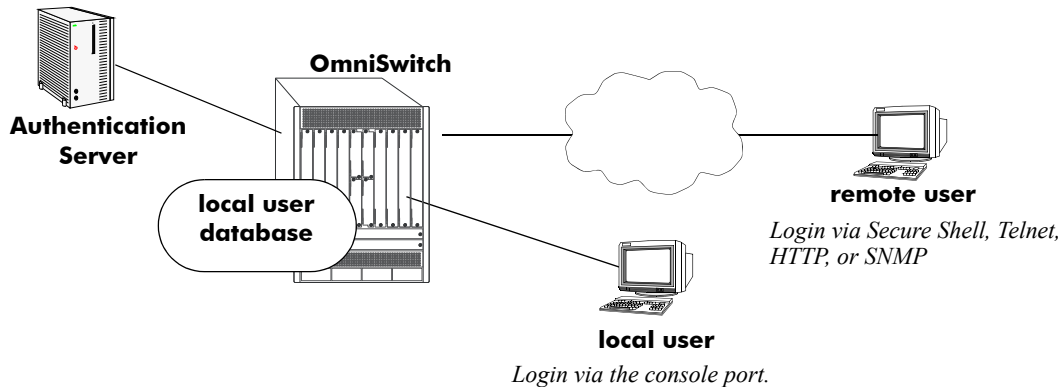 OmniSwitch
Authentication
Server
local user
database
remote user
Login via Secure Shell, Telnet,
HTTP, or SNMP
local user
Login via the console port.